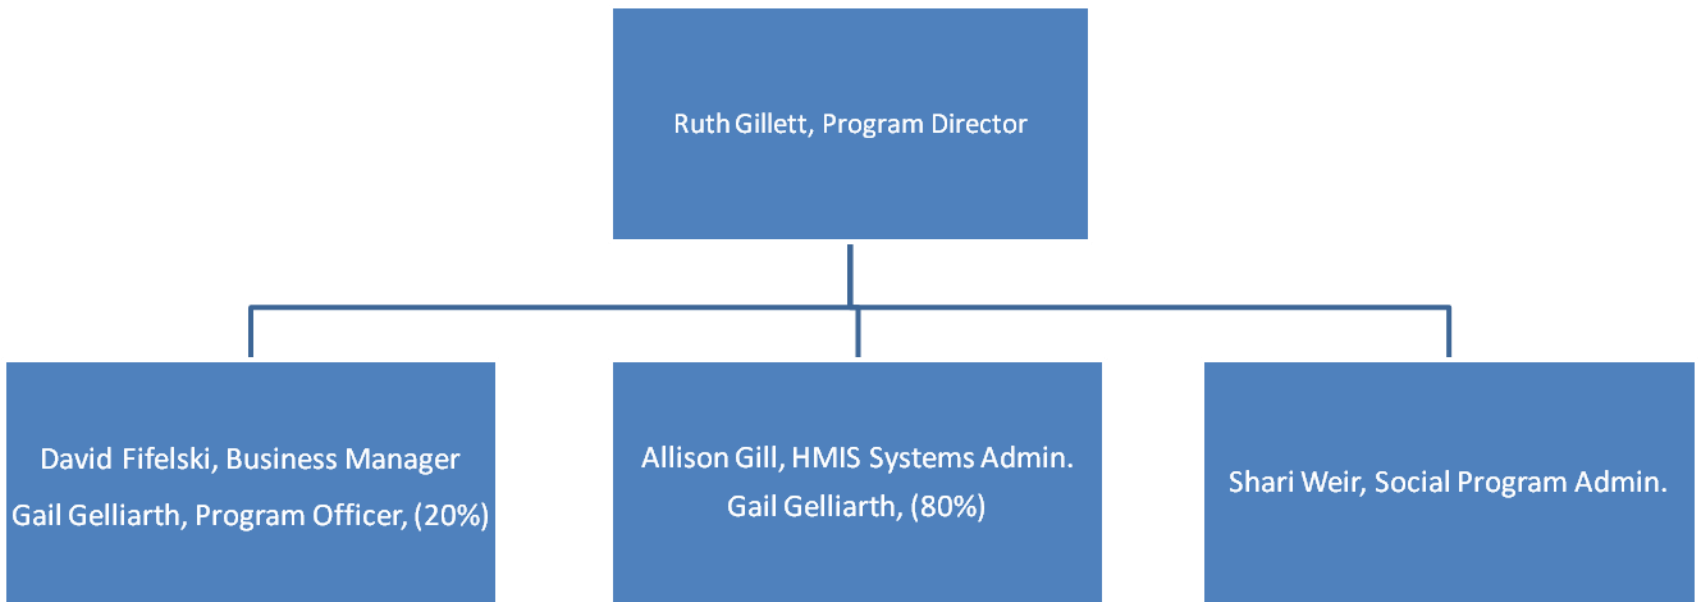 Ruth Gillett, Program Director
David Fifelski, Business Manager
Gail Gelliarth, Program Officer, (20%)
Allison Gill, HMIS Systems Admin.
Gail Gelliarth, (80%)
Shari Weir, Social Program Admin.